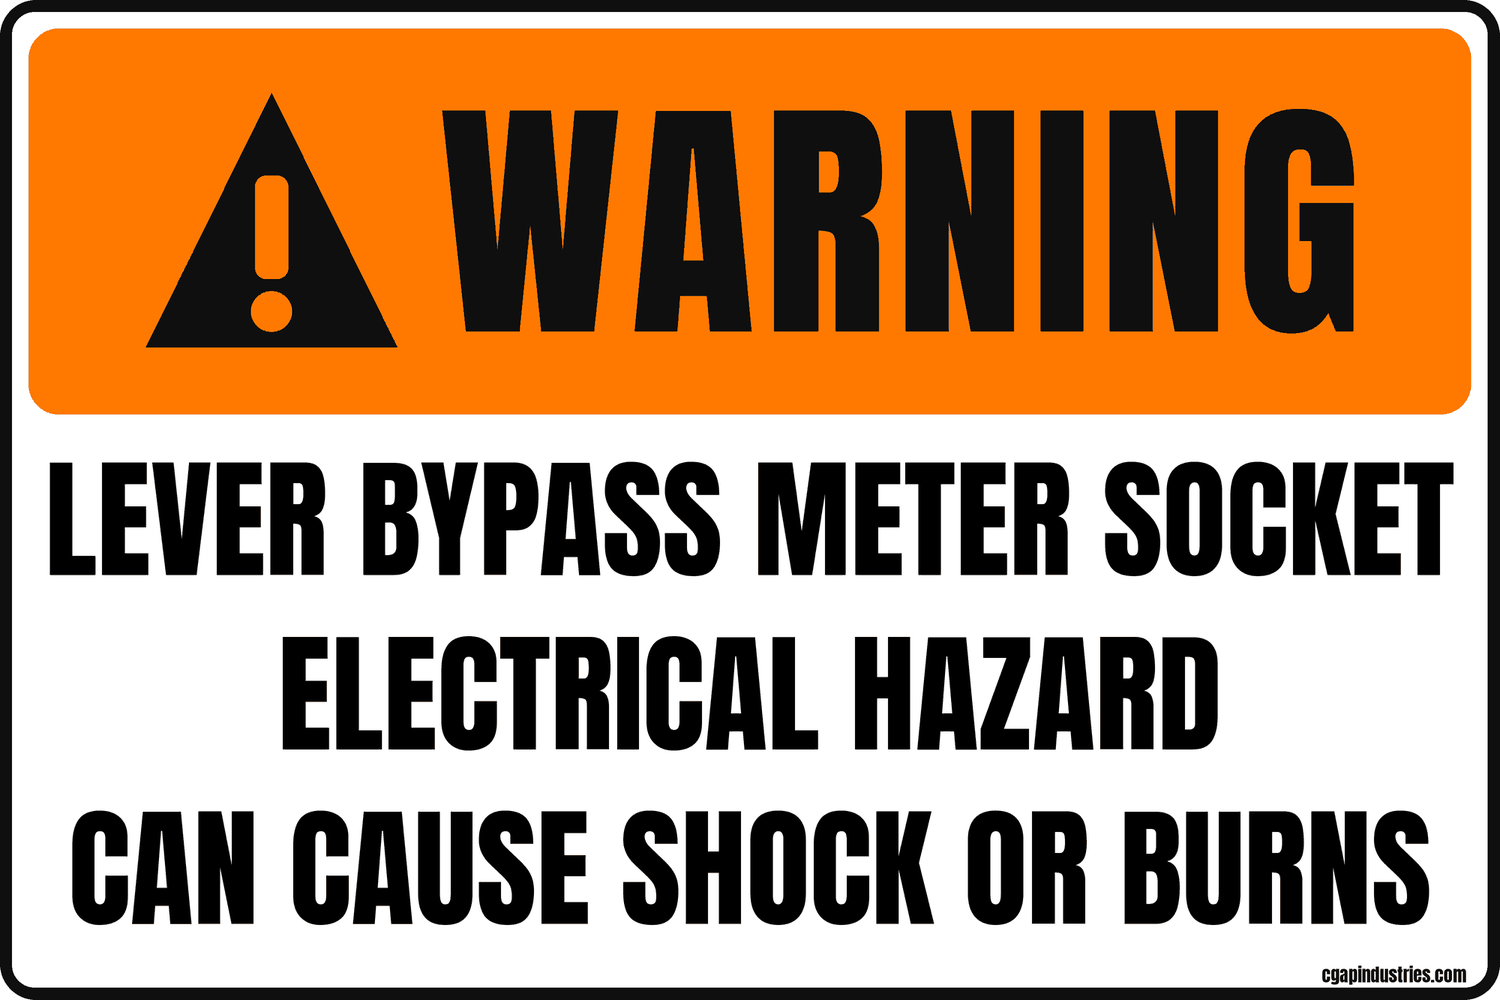 WARNING
LEVER BYPASS METER SOCKET
ELECTRICAL HAZARD
CAN CAUSE SHOCK OR BURNS
cgapindustries.com